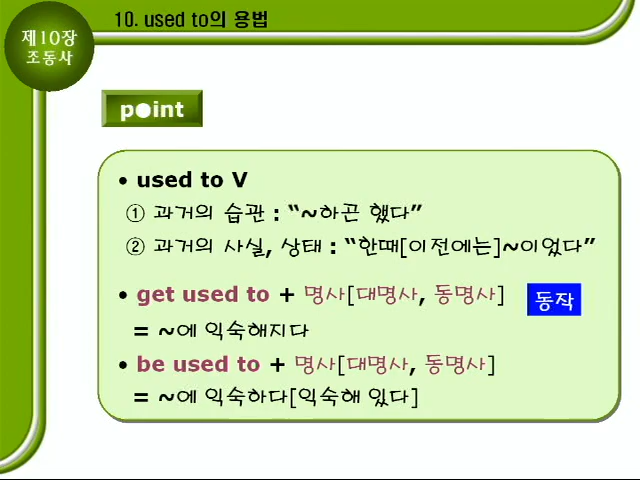 10. used to의 용법
제10장
조동사
point
• used to V
① 과거의 습관 : “~하곤 했다”
② 과거의 사실, 상태 : “한때[이전에는]~이었다”
• get used to + 명사[대명사, 동명사] 동작
= ~에 익숙해지다
• be used to + 명사[대명사, 동명사]
= ~에 익숙하다[익숙해 있다]